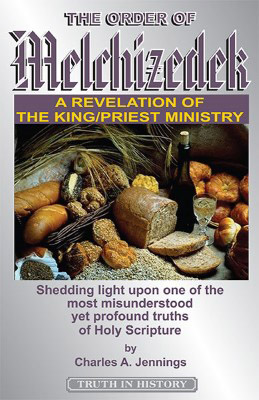 THE ORDER OF
Melchizedek
A REVELATION OF
THE KING/PRIEST MINISTRY
Shedding light upon one of the
most misunderstood
yet profound truths
of Holy Scripture
by
Charles A. Jennings
TRUTH IN HISTORY